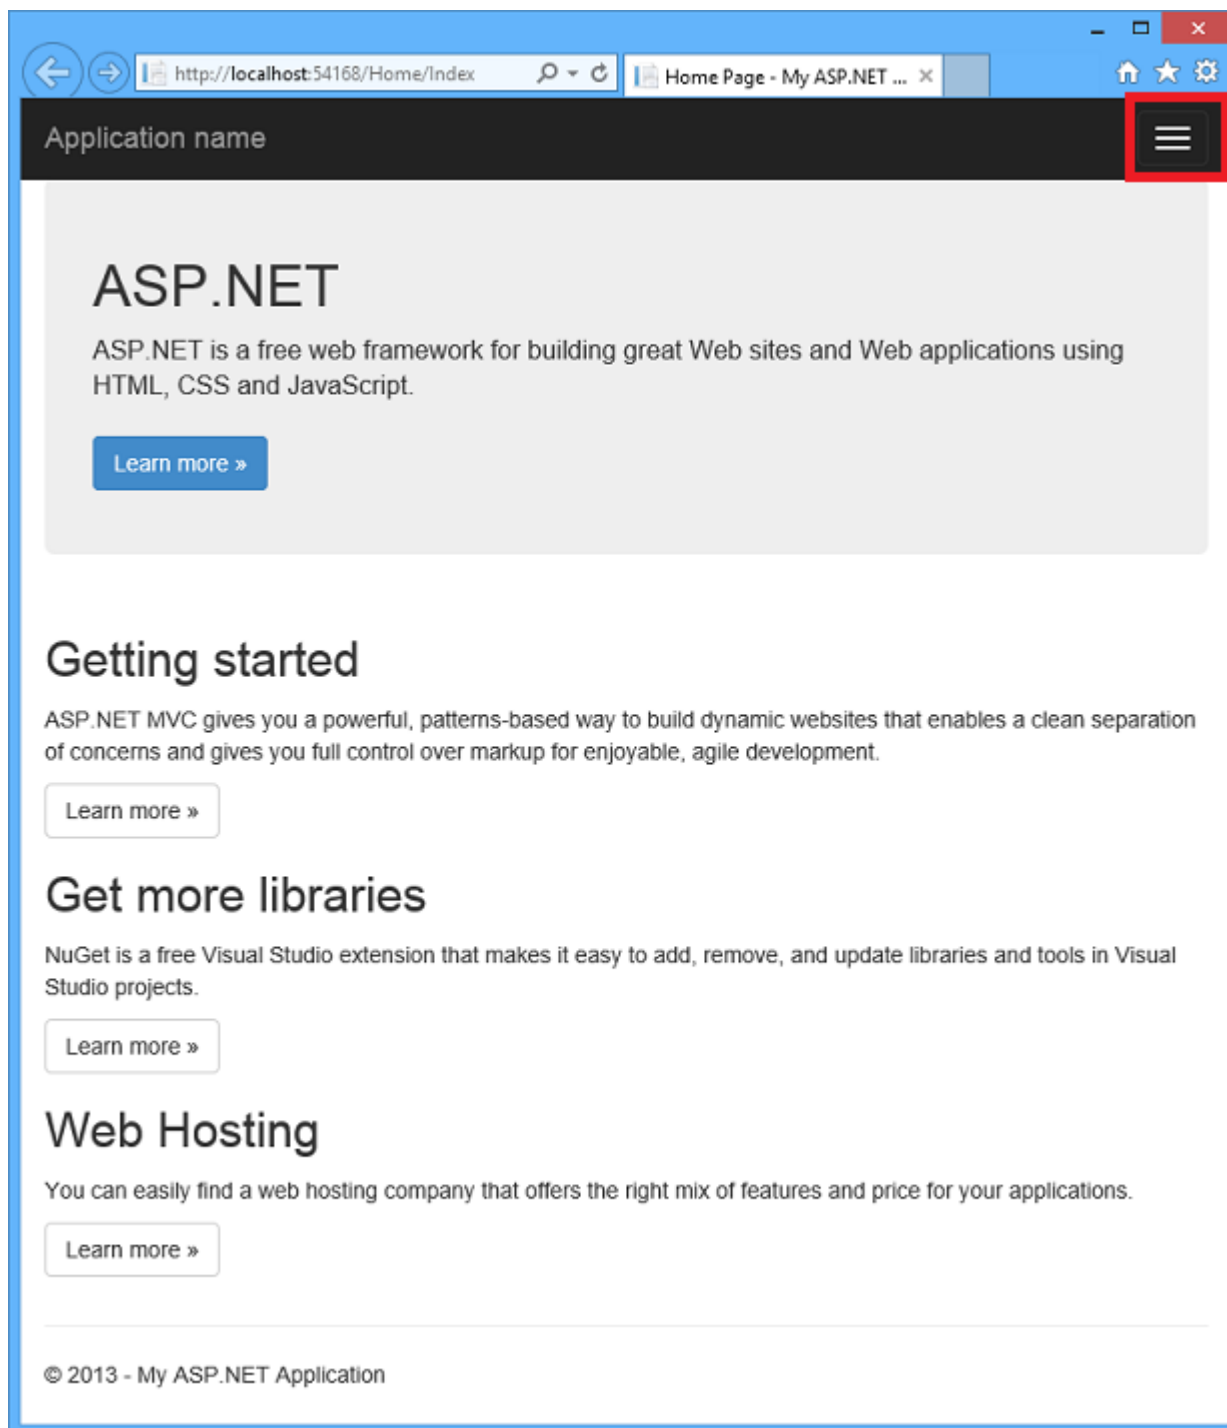 http://localhost:54168/Home/Index
Home Page - My ASP.NET ...
Application name
ASP.NET
ASP.NET is a free web framework for building great Web sites and Web applications using
HTML, CSS and JavaScript.
Learn more »
Getting started
ASP.NET MVC gives you a powerful, patterns-based way to build dynamic websites that enables a clean separation
of concerns and gives you full control over markup for enjoyable, agile development.
Learn more »
Get more libraries
NuGet is a free Visual Studio extension that makes it easy to add, remove, and update libraries and tools in Visual
Studio projects.
Learn more »
Web Hosting
You can easily find a web hosting company that offers the right mix of features and price for your applications.
Learn more »
© 2013 - My ASP.NET Application